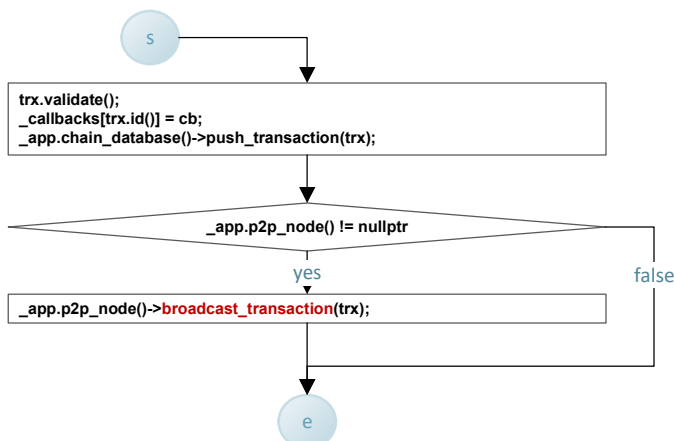 s
trx.validate();
_callbacks[trx.id()] = cb;
_app.chain_database()->push_transaction(trx);
_app.p2p_node() != nullptr
yes
false
_app.p2p_node()->broadcast_transaction(trx);
e